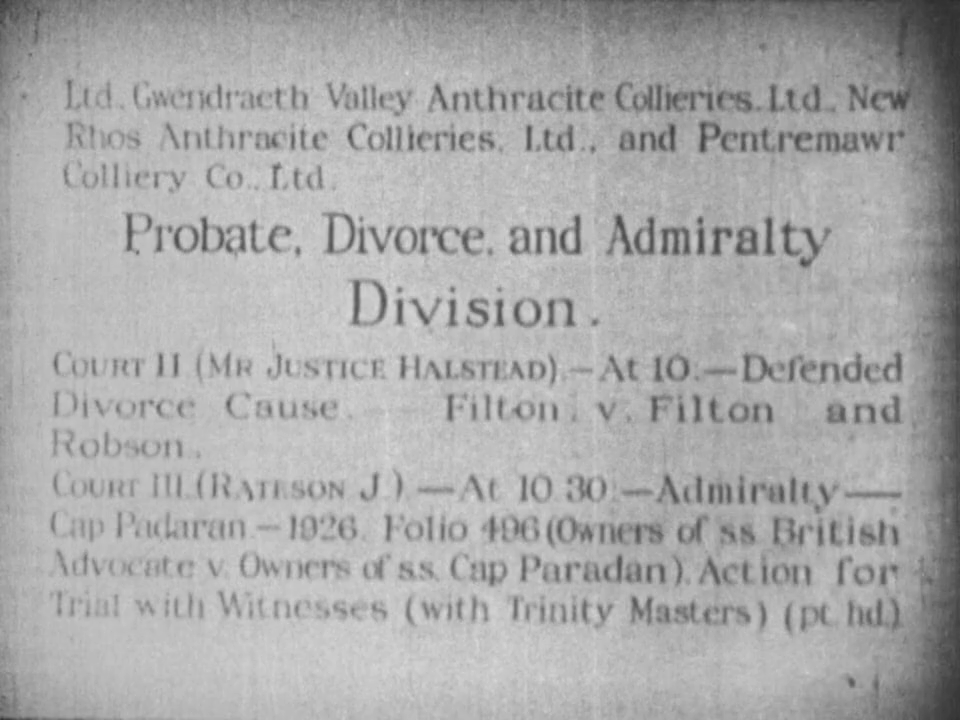 Ltd. Gwendraeth Valley Anthracite Collieries. Ltd., New
Rhos Anthracite Collieries, Ltd., and Pentremawr
Colliery Co., Ltd.
Probate, Divorce, and Admiralty
Division.
COURT II (MR JUSTICE HALSTEAD).—At 10.—Defended
Divorce Cause. Filton. v. Filton and
Robson.
COURT III.(RATESON J.)—At 10 30.—Admiralty—
Cap Padaran.—1926. Folio 496(Owners of ss British
Advocate v. Owners of s.s. Cap Paradan). Action for
Trial with Witnesses (with Trinity Masters) (pt. hd.)